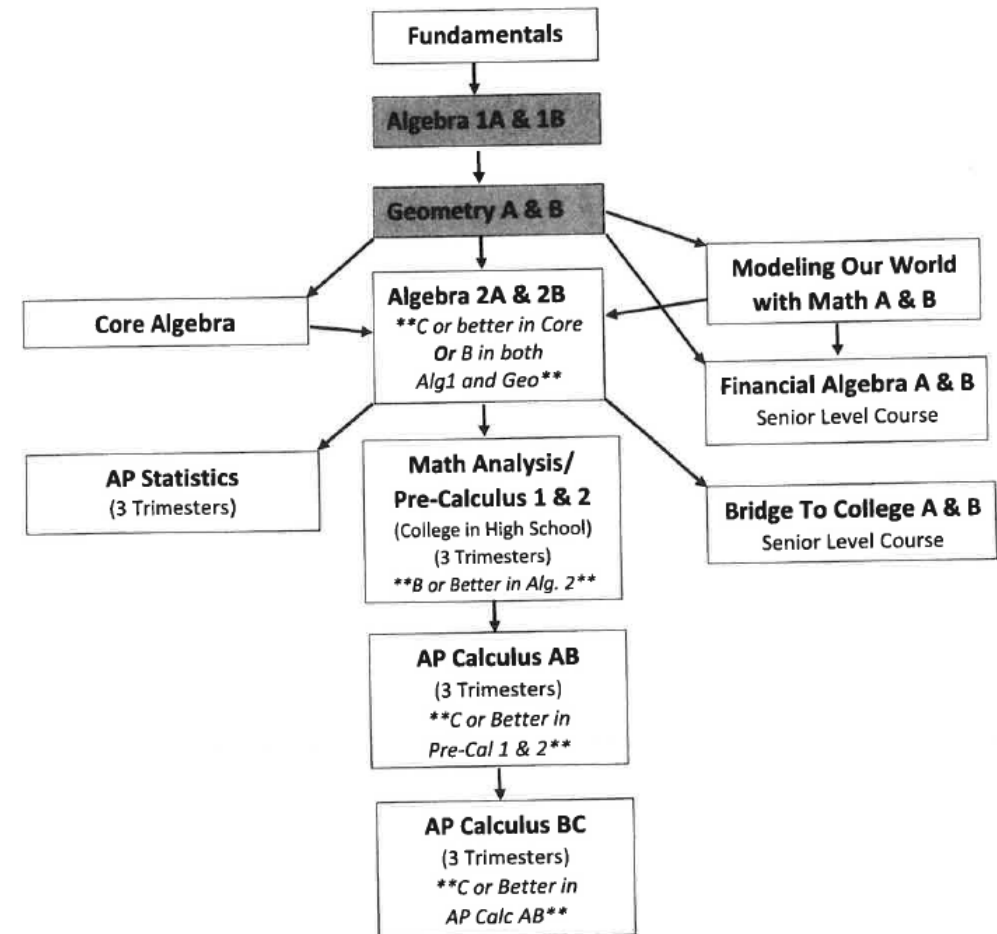 Fundamentals
Algebra 1A & 1B
Geometry A & B
Modeling Our World
with Math A & B
Core Algebra
Algebra 2A & 2B
**C or better in Core
Or B in both
Alg1 and Geo**
Financial Algebra A & B
Senior Level Course
AP Statistics
(3 Trimesters)
Math Analysis/
Pre-Calculus 1 & 2
(College in High School)
(3 Trimesters)
**B or Better in Alg. 2**
Bridge To College A & B
Senior Level Course
AP Calculus AB
(3 Trimesters)
**C or Better in
Pre-Cal 1 & 2**
AP Calculus BC
(3 Trimesters)
**C or Better in
AP Calc AB**